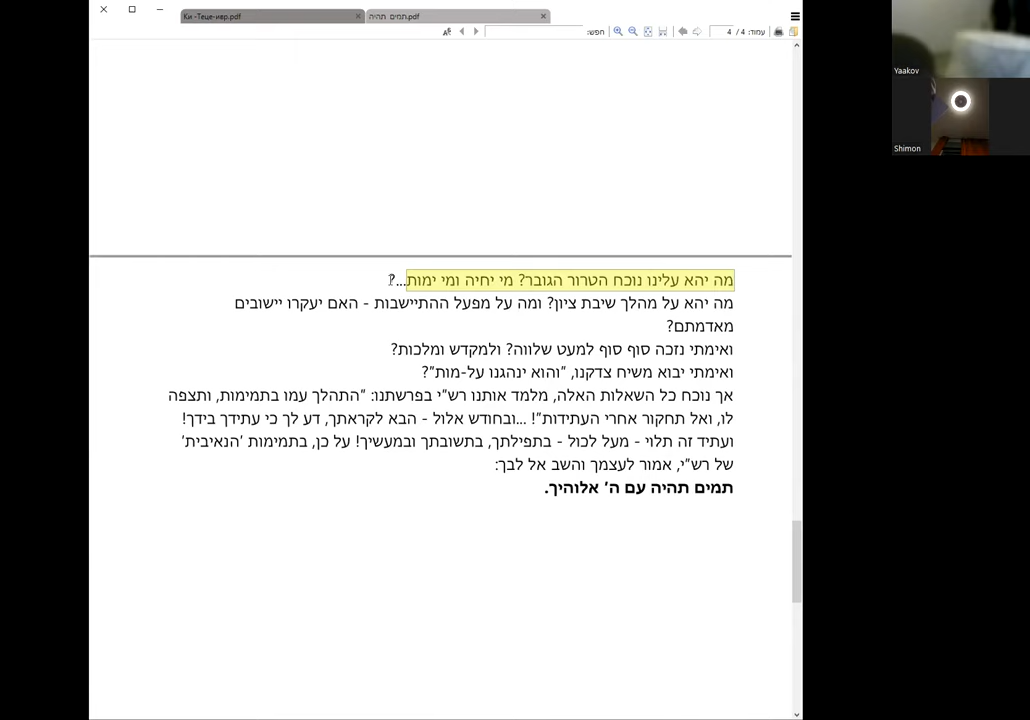 Ки -Теце-ивр.pdf
תמים תהיה.pdf
עמוד: 4 / 4
חפש:
Yaakov
Shimon
מה יהא עלינו נוכח הטרור הגובר? מי יחיה ומי ימות...?
מה יהא על מהלך שיבת ציון? ומה על מפעל ההתיישבות - האם יעקרו יישובים
מאדמתם?
ואימתי נזכה סוף סוף למעט שלווה? ולמקדש ומלכות?
ואימתי יבוא משיח צדקנו, "והוא ינהגנו על-מות"?
אך נוכח כל השאלות האלה, מלמד אותנו רש"י בפרשתנו: "התהלך עמו בתמימות, ותצפה
לו, ואל תחקור אחרי העתידות"! ...ובחודש אלול - הבא לקראתך, דע לך כי עתידך בידך!
ועתיד זה תלוי - מעל לכול - בתפילתך, בתשובתך ובמעשיך! על כן, בתמימות 'הנאיבית'
של רש"י, אמור לעצמך והשב אל לבך:
תמים תהיה עם ה' אלוהיך.